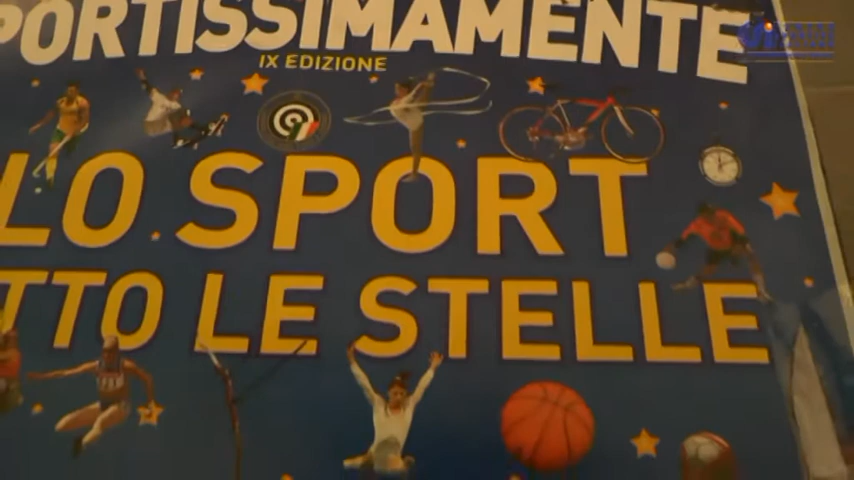 PORTISSIMAMENTE
IX EDIZIONE
LO SPORT
TTO LE STELLE